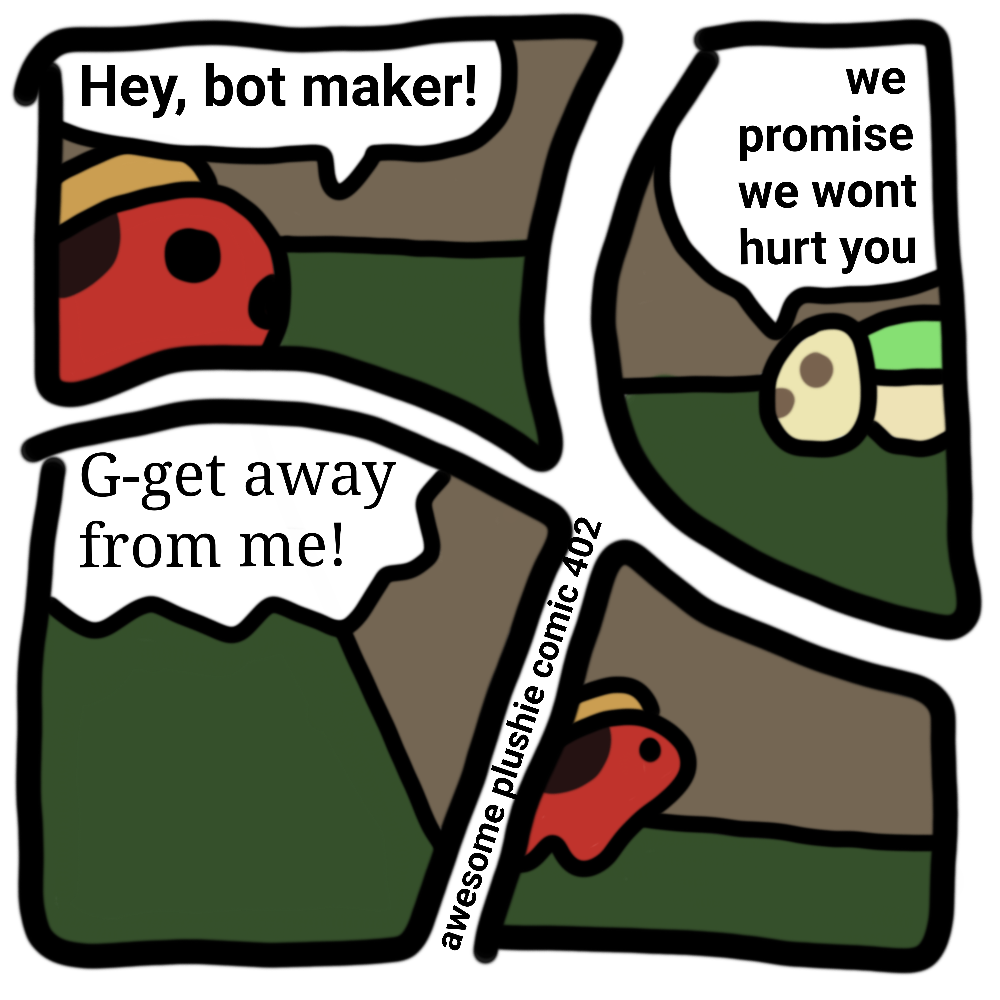 Hey, bot maker!
we
promise
we wont
hurt you
G-get away
from me!
awesome plushie comic 402